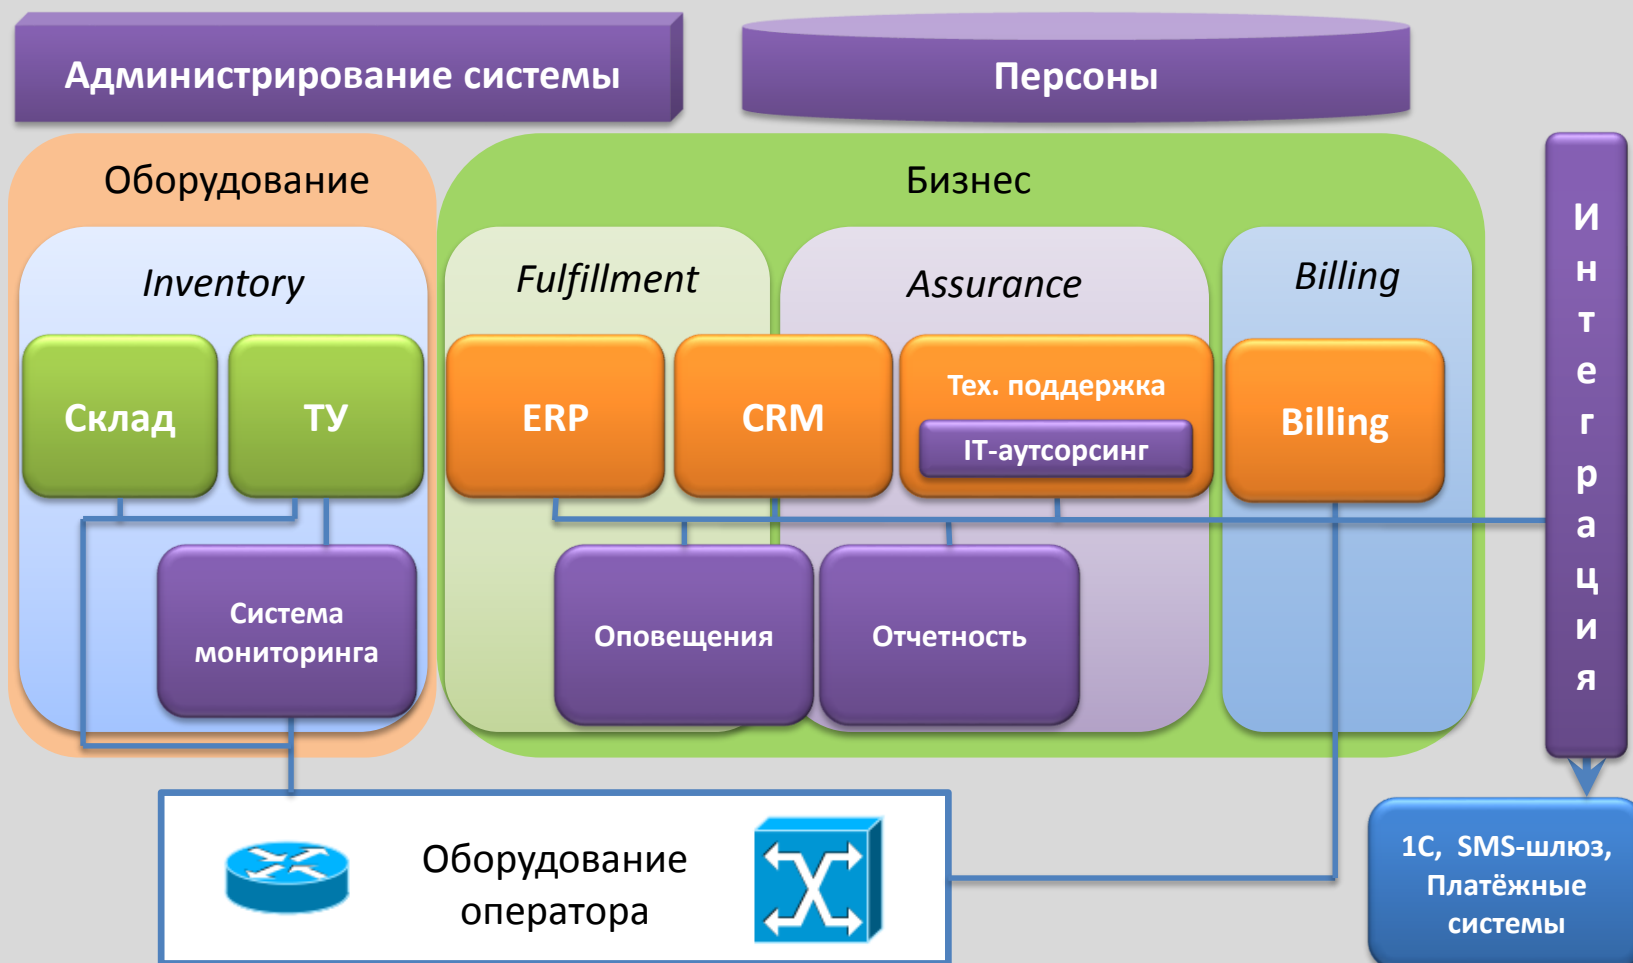 Администрирование системы
Персоны
Оборудование
Бизнес
Inventory
Fulfillment
Assurance
Billing
Склад
ТУ
ERP
CRM
Тех. поддержка
IT-аутсорсинг
Billing
Система
мониторинга
Оповещения
Отчетность
И
н
т
е
г
р
а
ц
и
я
Оборудование
оператора
1С, SMS-шлюз,
Платёжные
системы